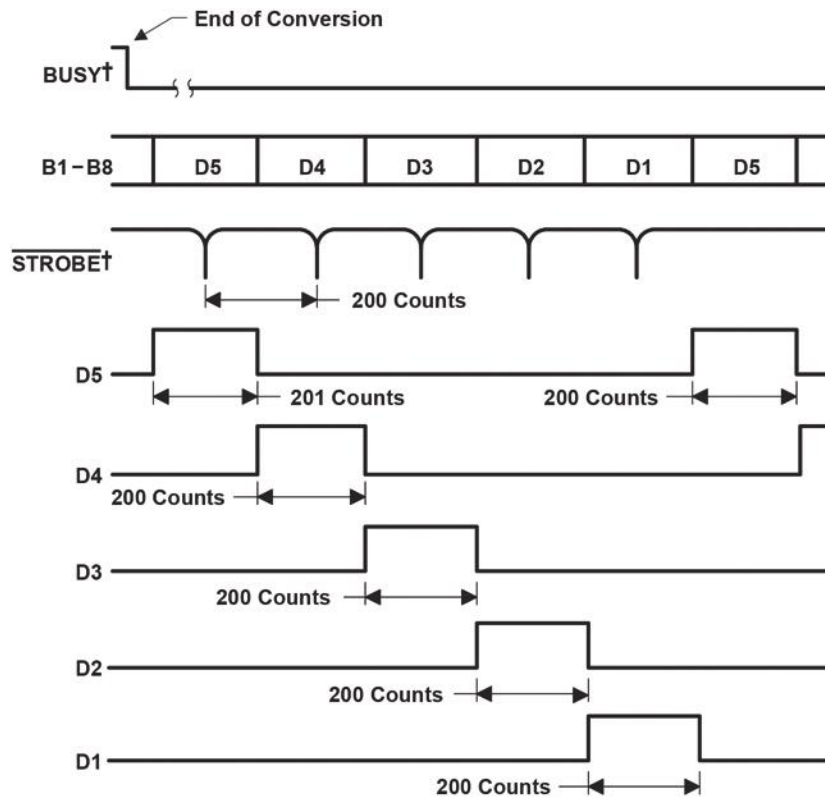 End of Conversion
BUSY†
B1–B8 D5 D4 D3 D2 D1 D5
STROBE†
200 Counts
D5
201 Counts 200 Counts
D4
200 Counts
D3
200 Counts
D2
200 Counts
D1
200 Counts